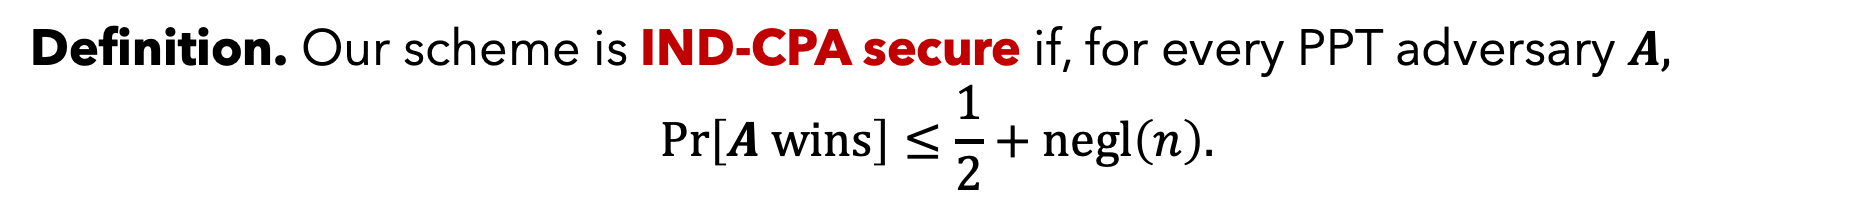 Definition. Our scheme is IND-CPA secure if, for every PPT adversary A,
Pr[A wins] ≤ 1/2 + negl(n).